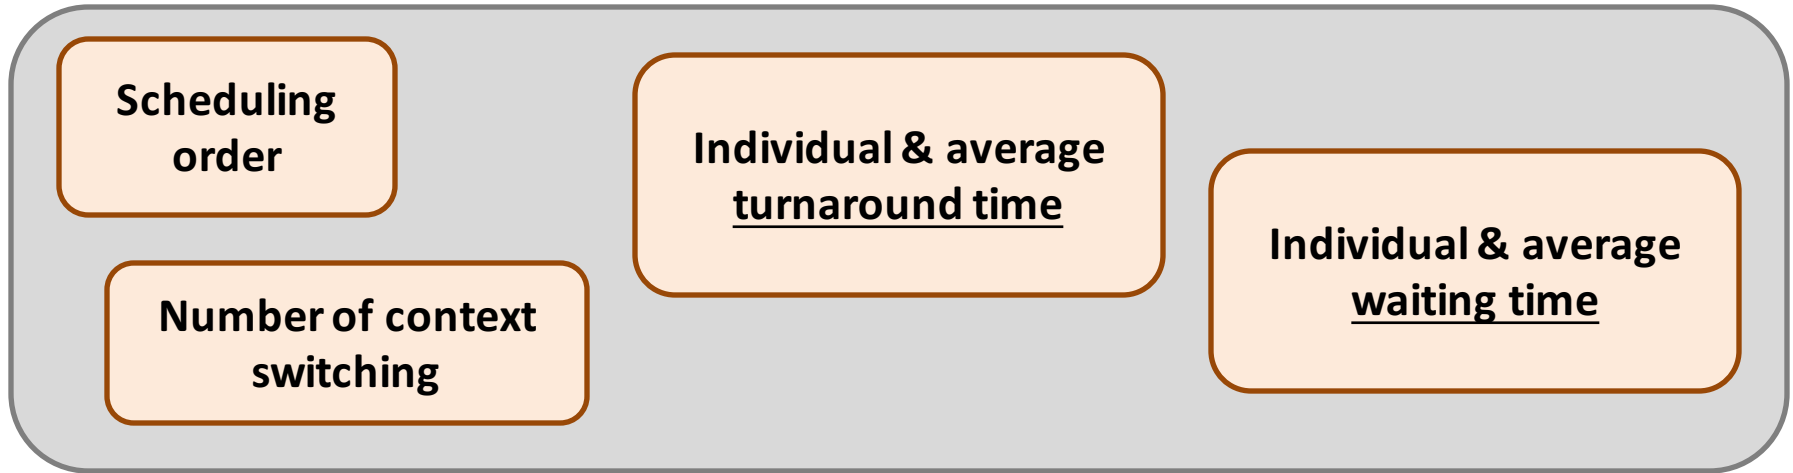 Scheduling
order
Number of context
switching
Individual & average
turnaround time
Individual & average
waiting time